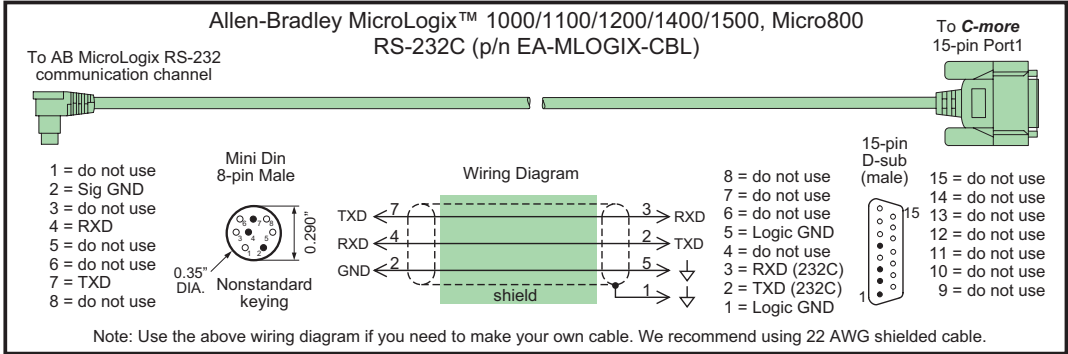 Allen-Bradley MicroLogix™ 1000/1100/1200/1400/1500, Micro800
RS-232C (p/n EA-MLOGIX-CBL)
To AB MicroLogix RS-232
communication channel
To C-more
15-pin Port1
1 = do not use
2 = Sig GND
3 = do not use
4 = RXD
5 = do not use
6 = do not use
7 = TXD
8 = do not use
Mini Din
8-pin Male
6 7 8
3 4 5
1 2
0.290"
0.35"
DIA.
Nonstandard
keying
Wiring Diagram
TXD 7 3 RXD
RXD 4 2 TXD
GND 2 5
1
shield
8 = do not use
7 = do not use
6 = do not use
5 = Logic GND
4 = do not use
3 = RXD (232C)
2 = TXD (232C)
1 = Logic GND
15-pin
D-sub
(male)
15
1
15 = do not use
14 = do not use
13 = do not use
12 = do not use
11 = do not use
10 = do not use
9 = do not use
Note: Use the above wiring diagram if you need to make your own cable. We recommend using 22 AWG shielded cable.